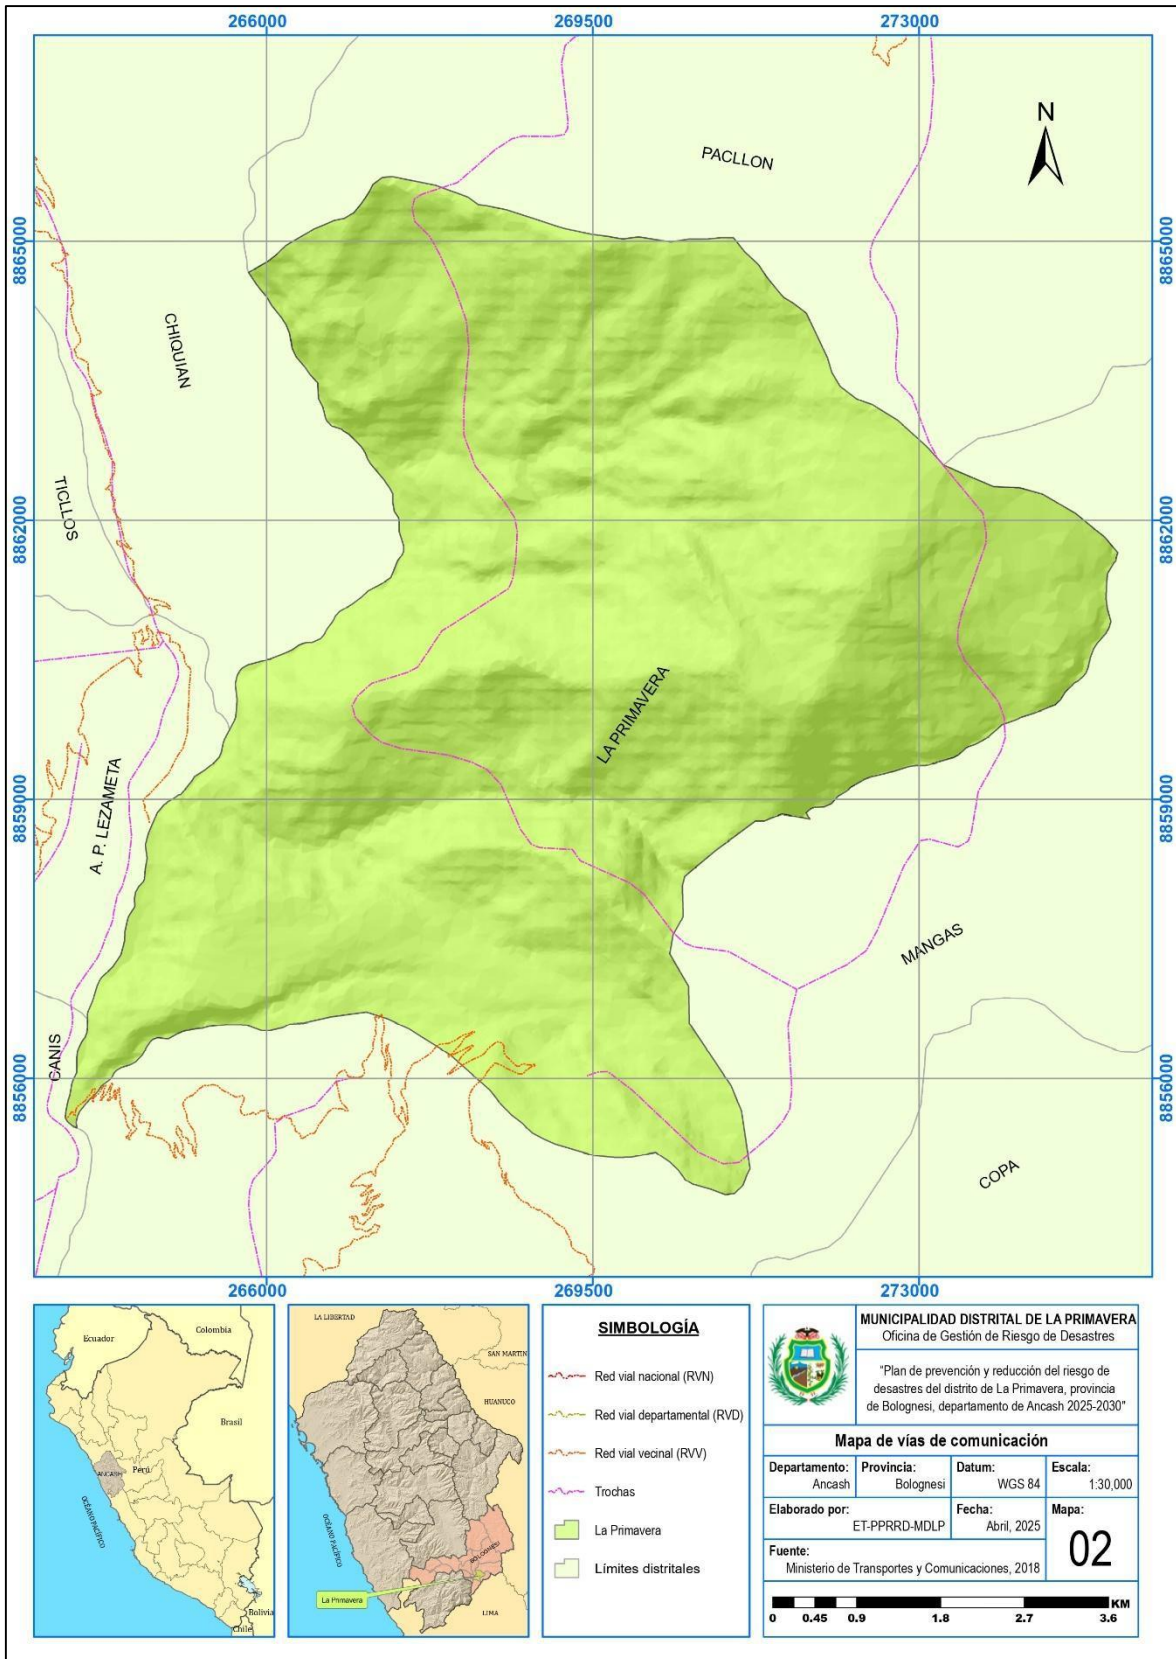 266000
269500
273000
N
PACLLON
8865000
8865000
CHIQUIAN
TICLLOS
8862000
8862000
LA PRIMAVERA
A. P. LEZAMETA
8859000
8859000
MANGAS
CANIS
8856000
8856000
COPA
266000
269500
273000
Ecuador
Colombia
Brasil
Perú
ANCASH
OCÉANO PACÍFICO
Bolivia
Chile
LA LIBERTAD
SAN MARTIN
HUANUCO
OCÉANO PACÍFICO
BOLOGNESI
La Primavera
LIMA
SIMBOLOGÍA
Red vial nacional (RVN)
Red vial departamental (RVD)
Red vial vecinal (RVV)
Trochas
La Primavera
Límites distritales
MUNICIPALIDAD DISTRITAL DE LA PRIMAVERA
Oficina de Gestión de Riesgo de Desastres
"Plan de prevención y reducción del riesgo de
desastres del distrito de La Primavera, provincia
de Bolognesi, departamento de Ancash 2025-2030"
Mapa de vías de comunicación
Departamento: Provincia: Datum: Escala:
Ancash Bolognesi WGS 84 1:30,000
Elaborado por: Fecha: Mapa:
ET-PPRRD-MDLP Abril, 2025 02
Fuente:
Ministerio de Transportes y Comunicaciones, 2018
KM
0 0.45 0.9 1.8 2.7 3.6